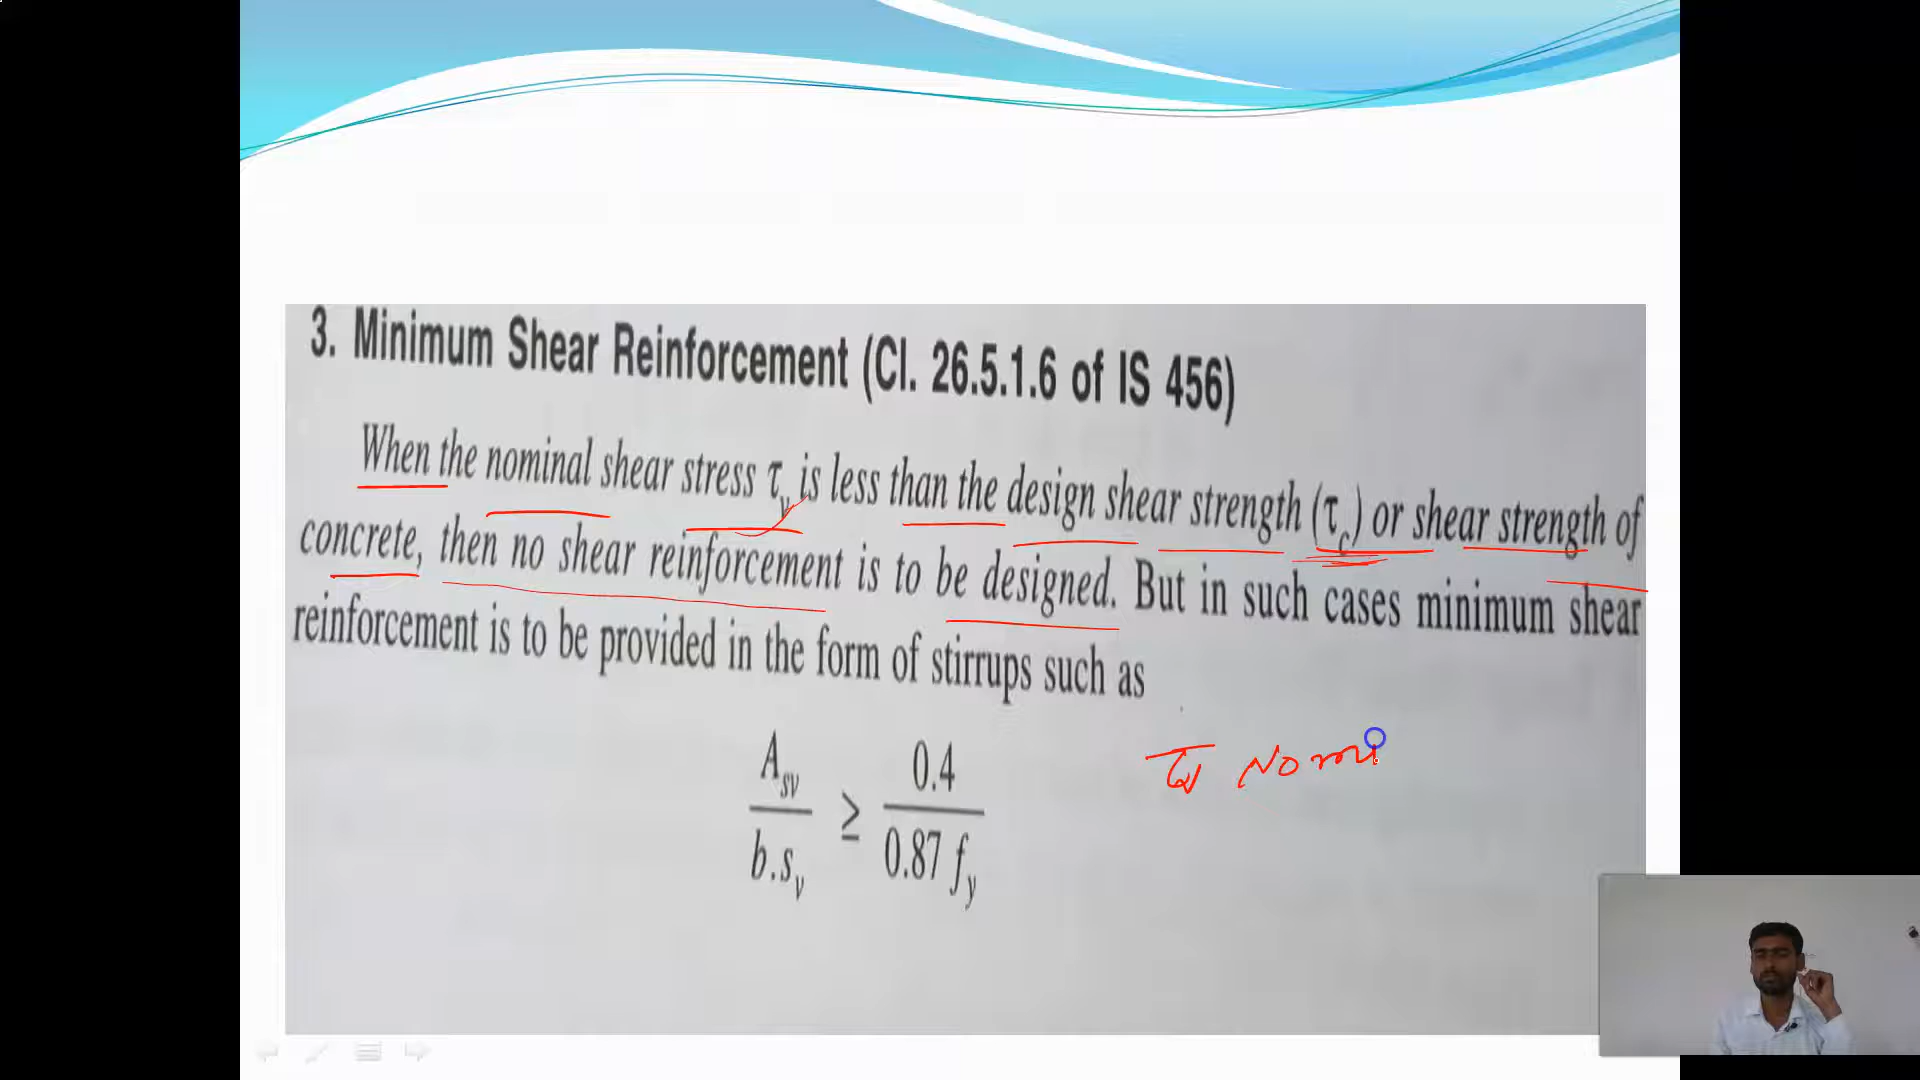 3. Minimum Shear Reinforcement (Cl. 26.5.1.6 of IS 456)
When the nominal shear stress τv is less than the design shear strength (τc) or shear strength of
concrete, then no shear reinforcement is to be designed. But in such cases minimum shear
reinforcement is to be provided in the form of stirrups such as
Asv / b.sv ≥ 0.4 / 0.87 fy
τv Nomi